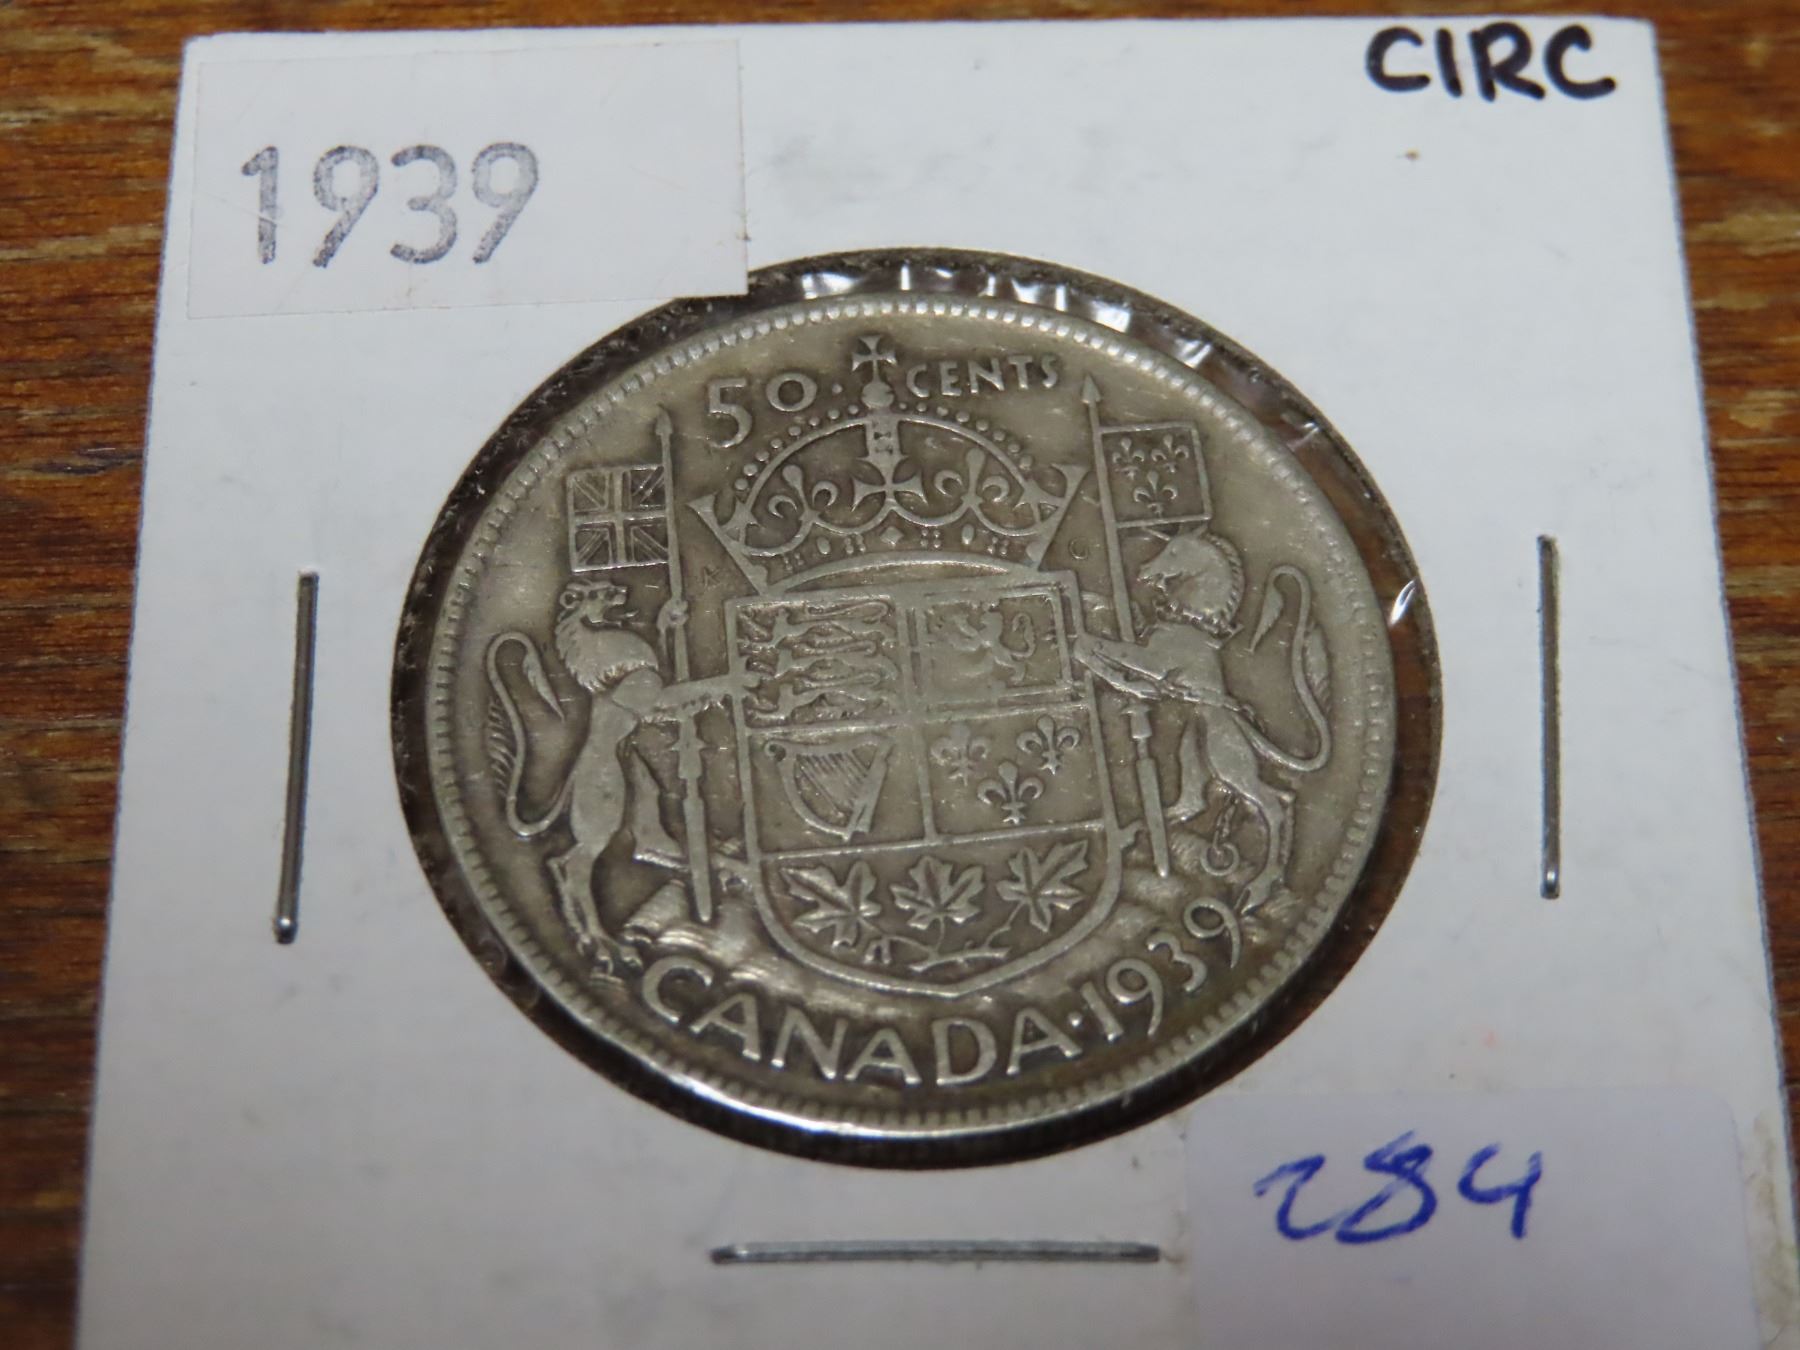 CIRC
1939
50 · CENTS
K G
CANADA · 1939
284